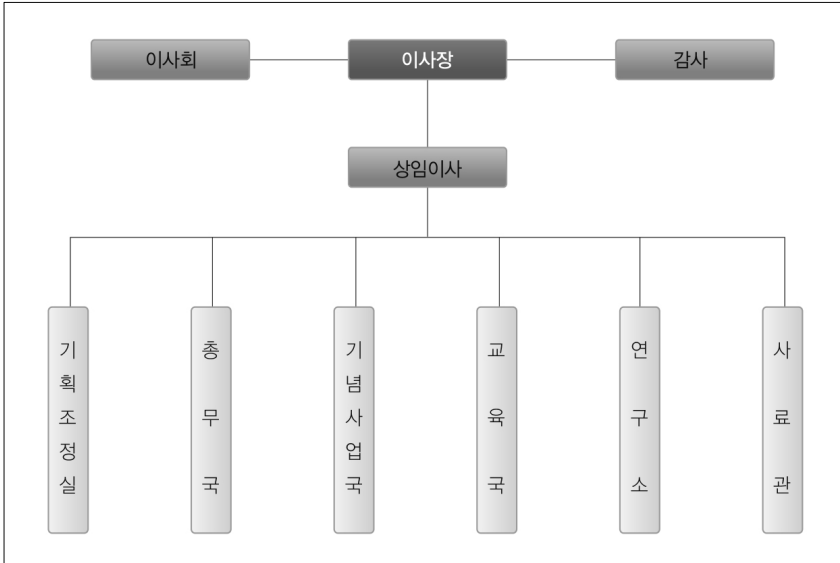 이사회
이사장
감사
상임이사
기획조정실
총무국
기념사업국
교육국
연구소
사료관